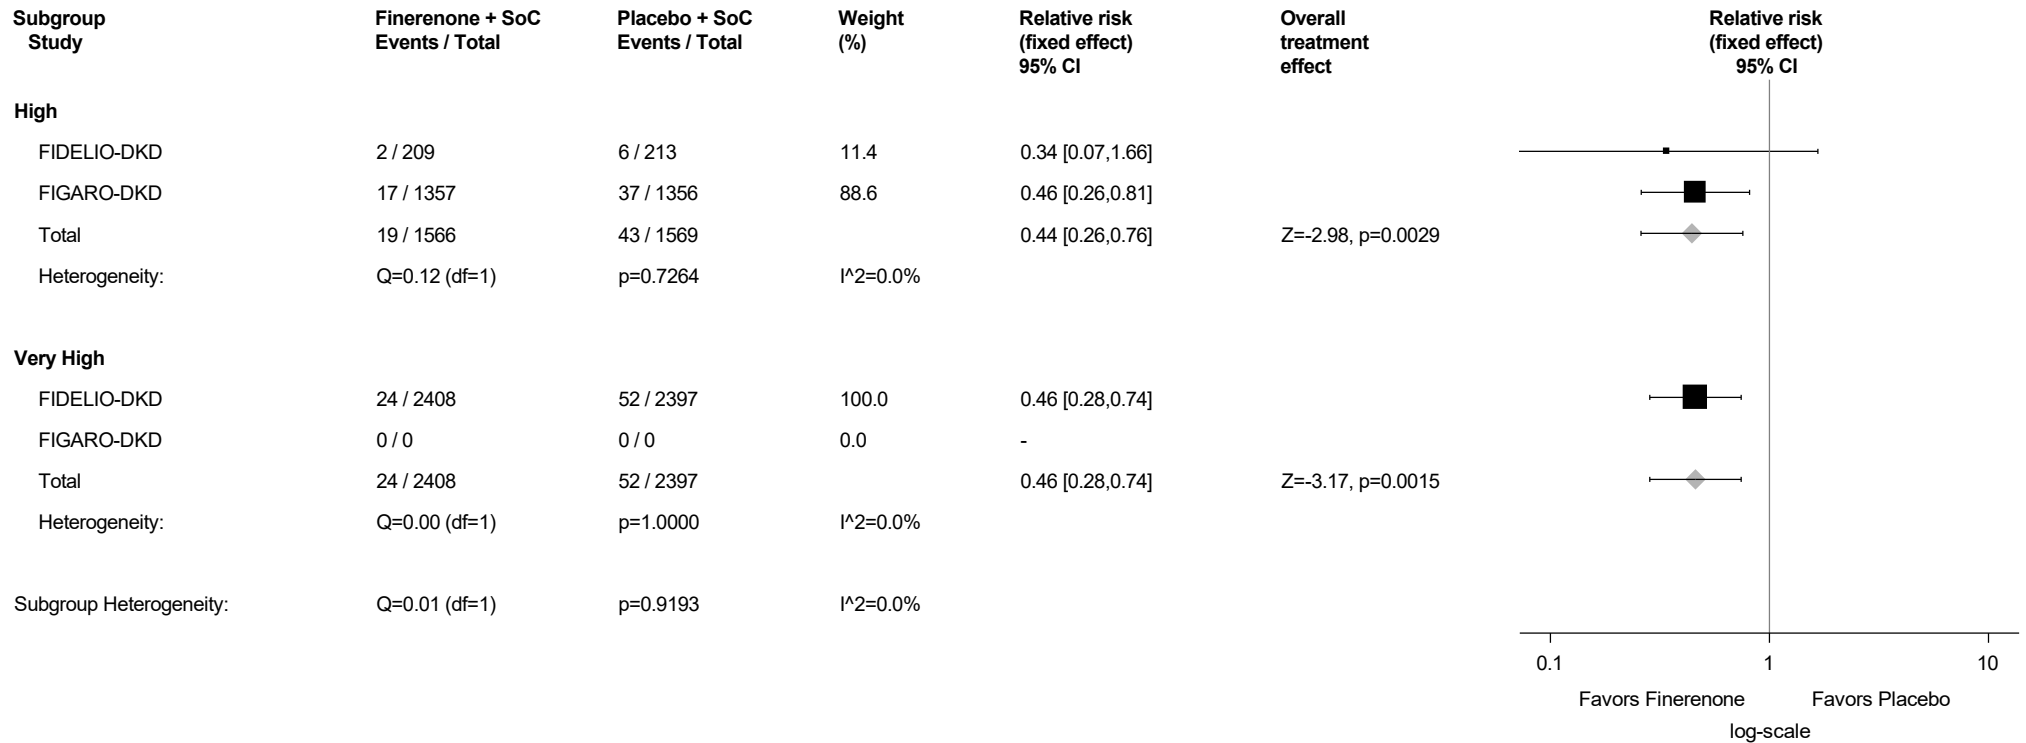 Subgroup Finerenone + SoC Placebo + SoC Weight Relative risk Overall Relative risk
Study Events / Total Events / Total (%) (fixed effect) treatment (fixed effect)
95% CI effect 95% CI
High
FIDELIO-DKD 2 / 209 6 / 213 11.4 0.34 [0.07,1.66]
FIGARO-DKD 17 / 1357 37 / 1356 88.6 0.46 [0.26,0.81]
Total 19 / 1566 43 / 1569 0.44 [0.26,0.76] Z=-2.98, p=0.0029
Heterogeneity: Q=0.12 (df=1) p=0.7264 I^2=0.0%
Very High
FIDELIO-DKD 24 / 2408 52 / 2397 100.0 0.46 [0.28,0.74]
FIGARO-DKD 0 / 0 0 / 0 0.0 -
Total 24 / 2408 52 / 2397 0.46 [0.28,0.74] Z=-3.17, p=0.0015
Heterogeneity: Q=0.00 (df=1) p=1.0000 I^2=0.0%
Subgroup Heterogeneity: Q=0.01 (df=1) p=0.9193 I^2=0.0%
0.1 1 10
Favors Finerenone Favors Placebo
log-scale